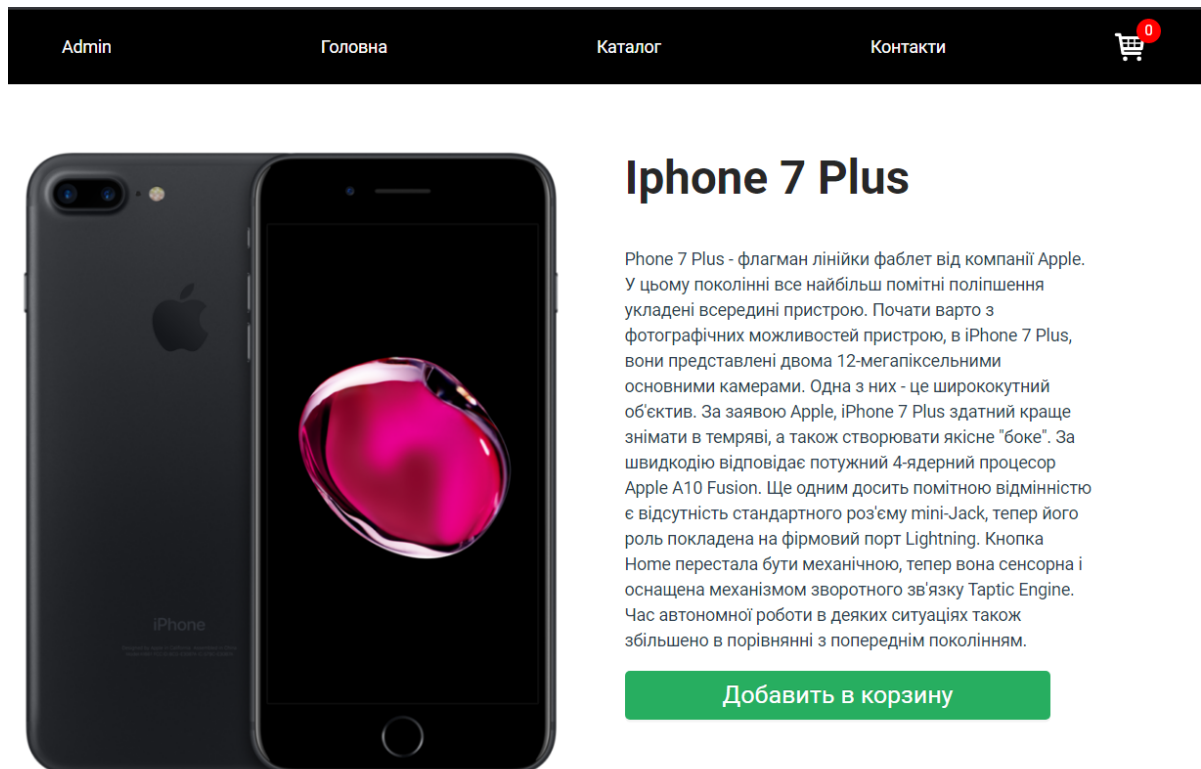 Admin Головна Каталог Контакти 0
Iphone 7 Plus
Phone 7 Plus - флагман лінійки фаблет від компанії Apple.
У цьому поколінні все найбільш помітні поліпшення
укладені всередині пристрою. Почати варто з
фотографічних можливостей пристрою, в iPhone 7 Plus,
вони представлені двома 12-мегапіксельними
основними камерами. Одна з них - це ширококутний
об'єктив. За заявою Apple, iPhone 7 Plus здатний краще
знімати в темряві, а також створювати якісне "боке". За
швидкодію відповідає потужний 4-ядерний процесор
Apple A10 Fusion. Ще одним досить помітною відмінністю
є відсутність стандартного роз'єму mini-Jack, тепер його
роль покладена на фірмовий порт Lightning. Кнопка
Home перестала бути механічною, тепер вона сенсорна і
оснащена механізмом зворотного зв'язку Taptic Engine.
Час автономної роботи в деяких ситуаціях також
збільшено в порівнянні з попереднім поколінням.
Добавить в корзину
iPhone